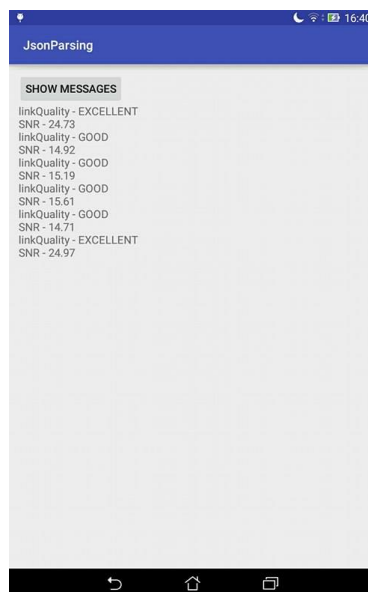 16:40
JsonParsing
SHOW MESSAGES
linkQuality - EXCELLENT
SNR - 24.73
linkQuality - GOOD
SNR - 14.92
linkQuality - GOOD
SNR - 15.19
linkQuality - GOOD
SNR - 15.61
linkQuality - GOOD
SNR - 14.71
linkQuality - EXCELLENT
SNR - 24.97